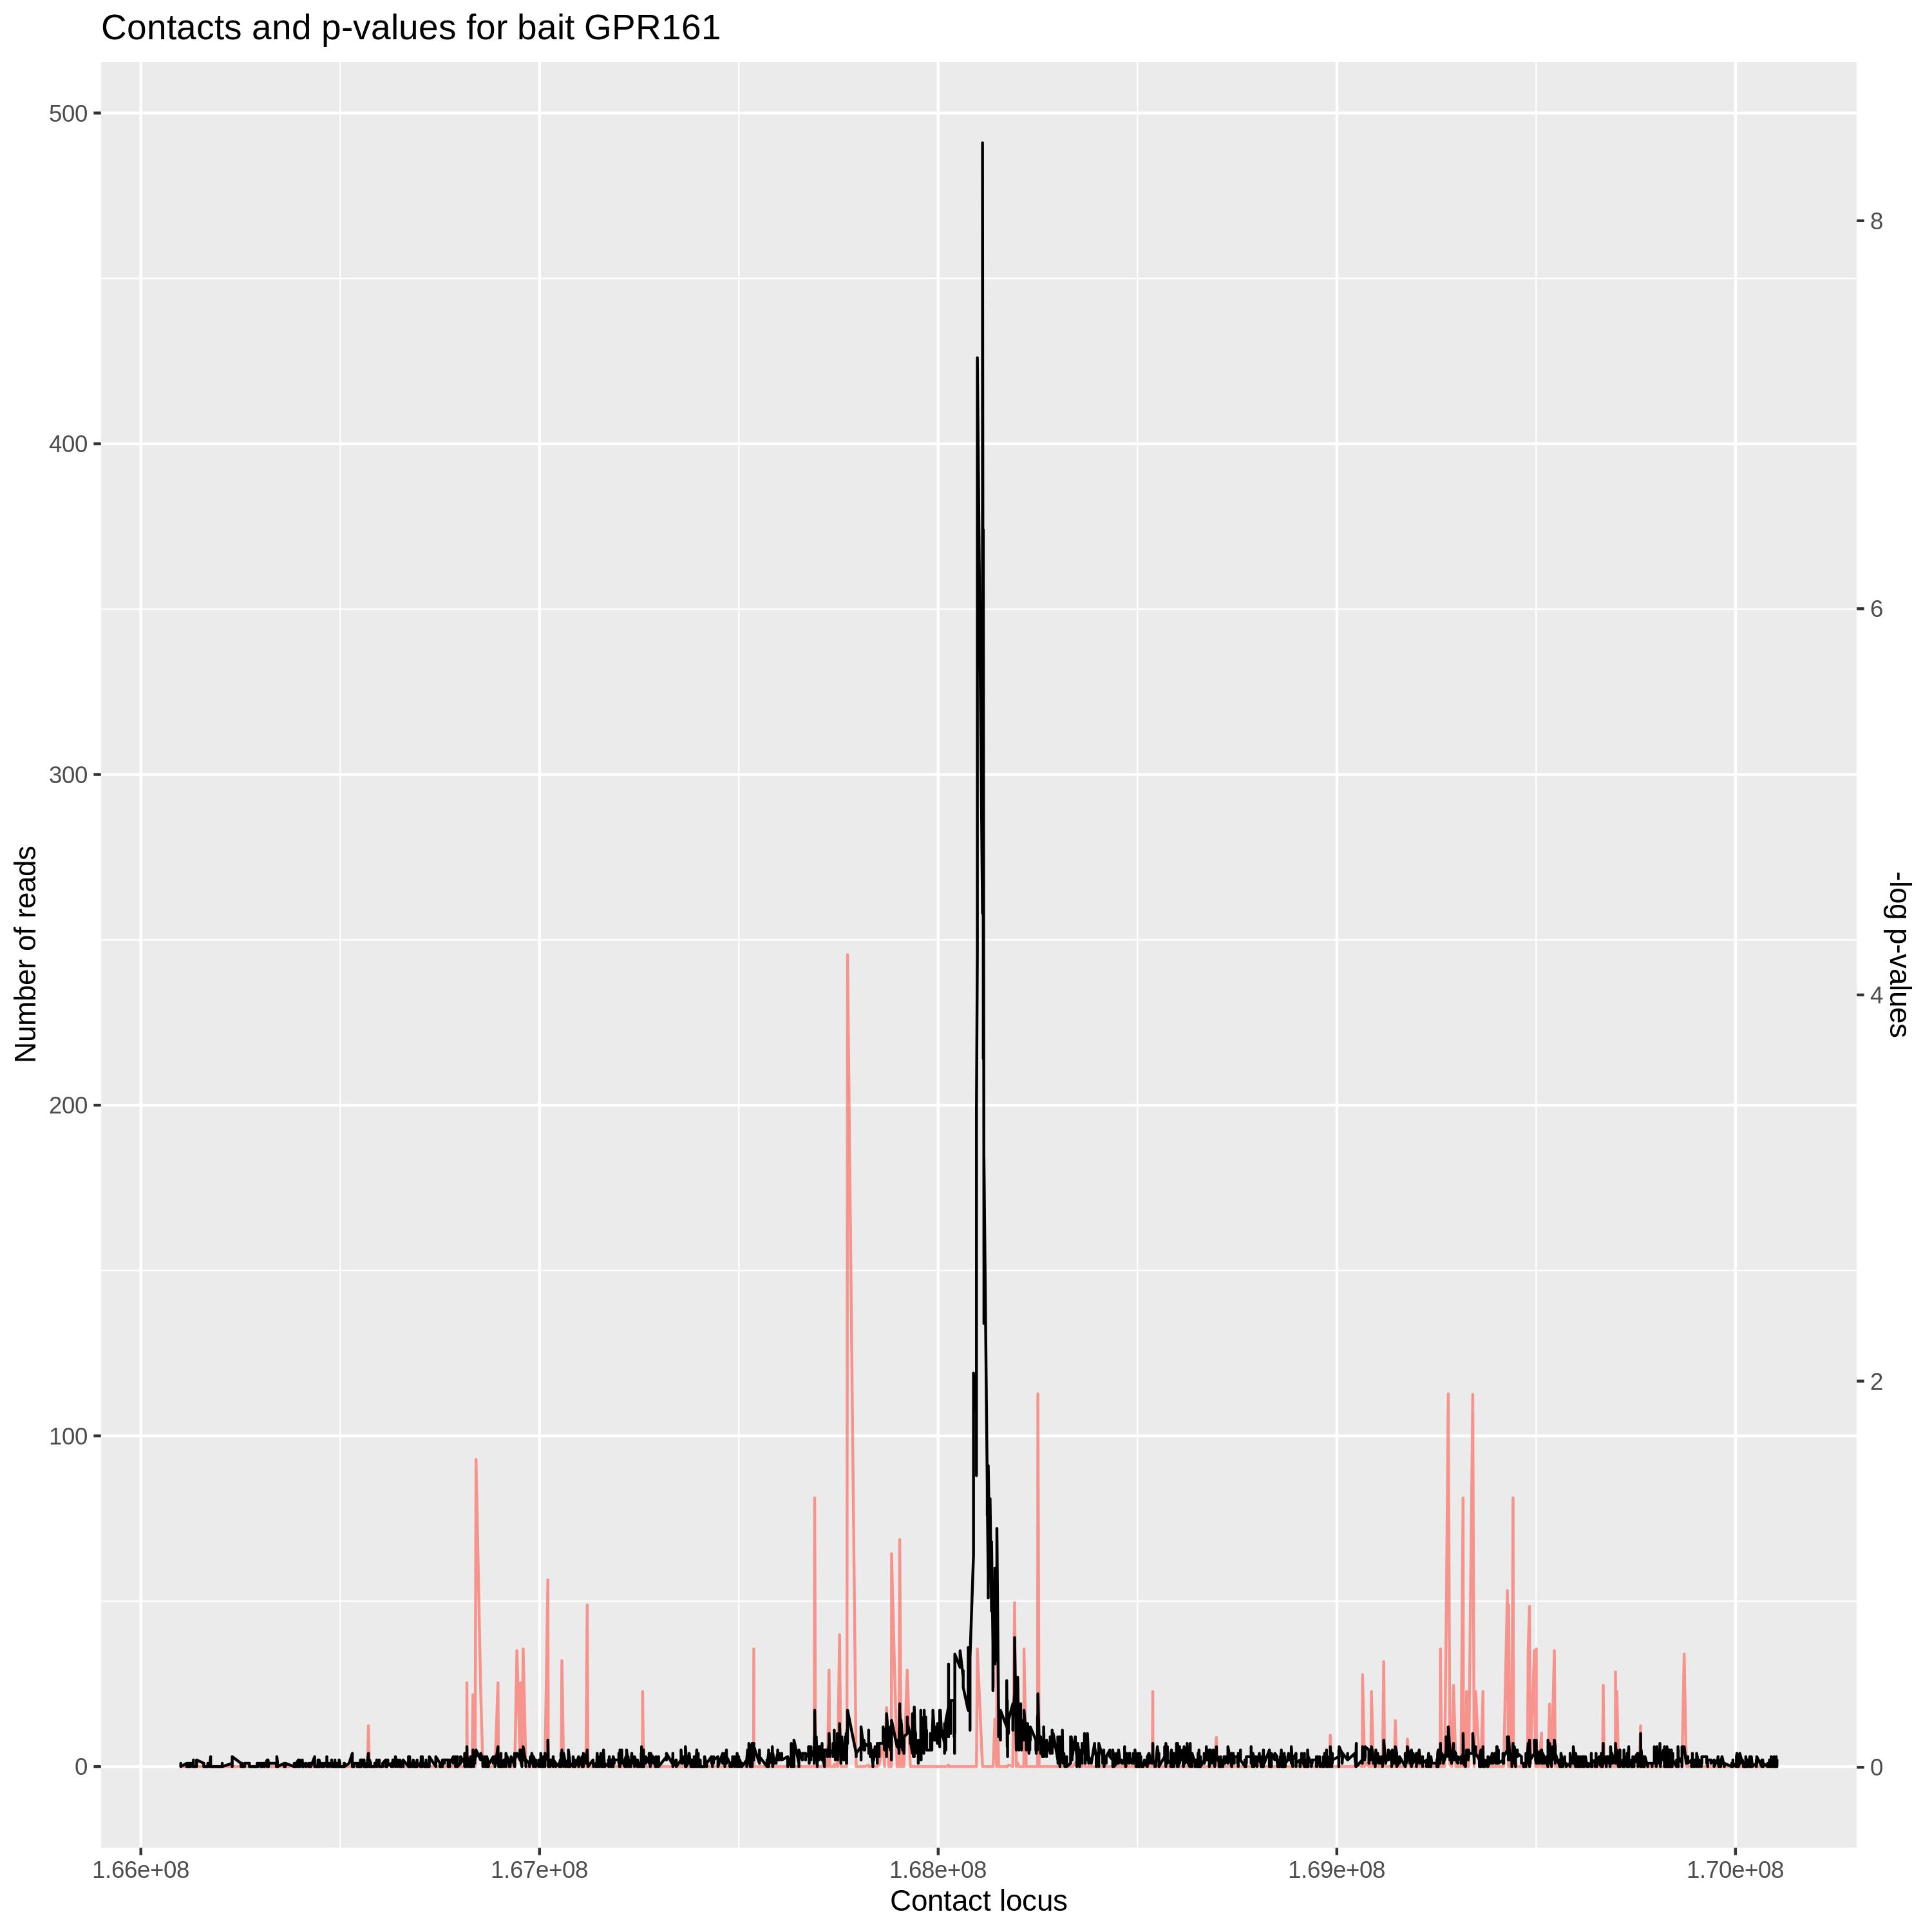 Contacts and p-values for bait GPR161
500
400
300
200
100
0
Number of reads
8
6
4
2
0
-log p-values
1.66e+08
1.67e+08
1.68e+08
1.69e+08
1.70e+08
Contact locus